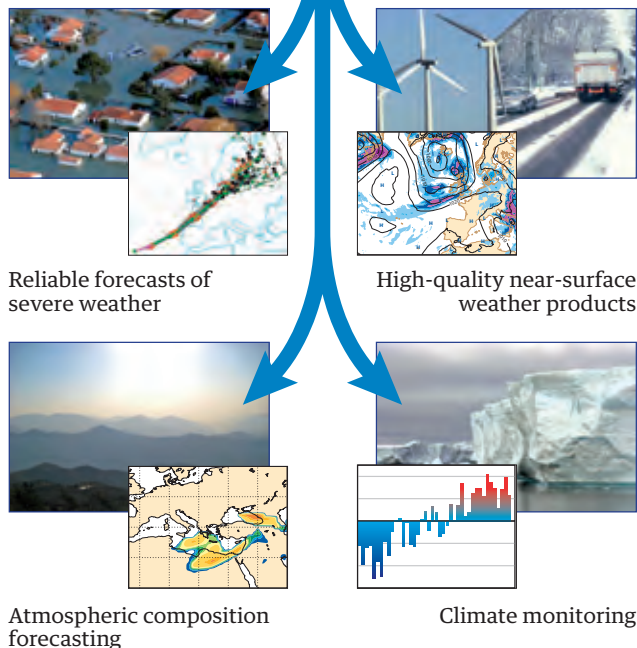 Reliable forecasts of
severe weather
High-quality near-surface
weather products
Atmospheric composition
forecasting
Climate monitoring